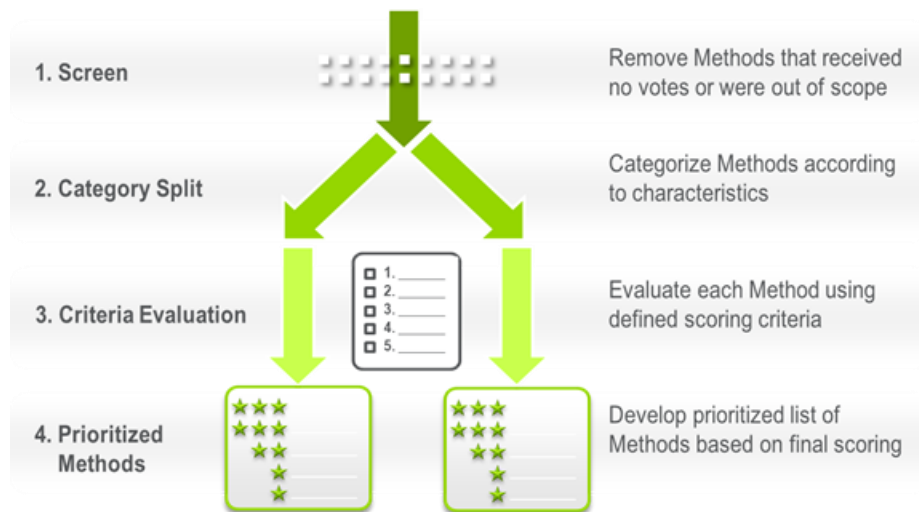 1. Screen
Remove Methods that received
no votes or were out of scope
2. Category Split
Categorize Methods according
to characteristics
3. Criteria Evaluation
1.
2.
3.
4.
5.
Evaluate each Method using
defined scoring criteria
4. Prioritized
Methods
Develop prioritized list of
Methods based on final scoring